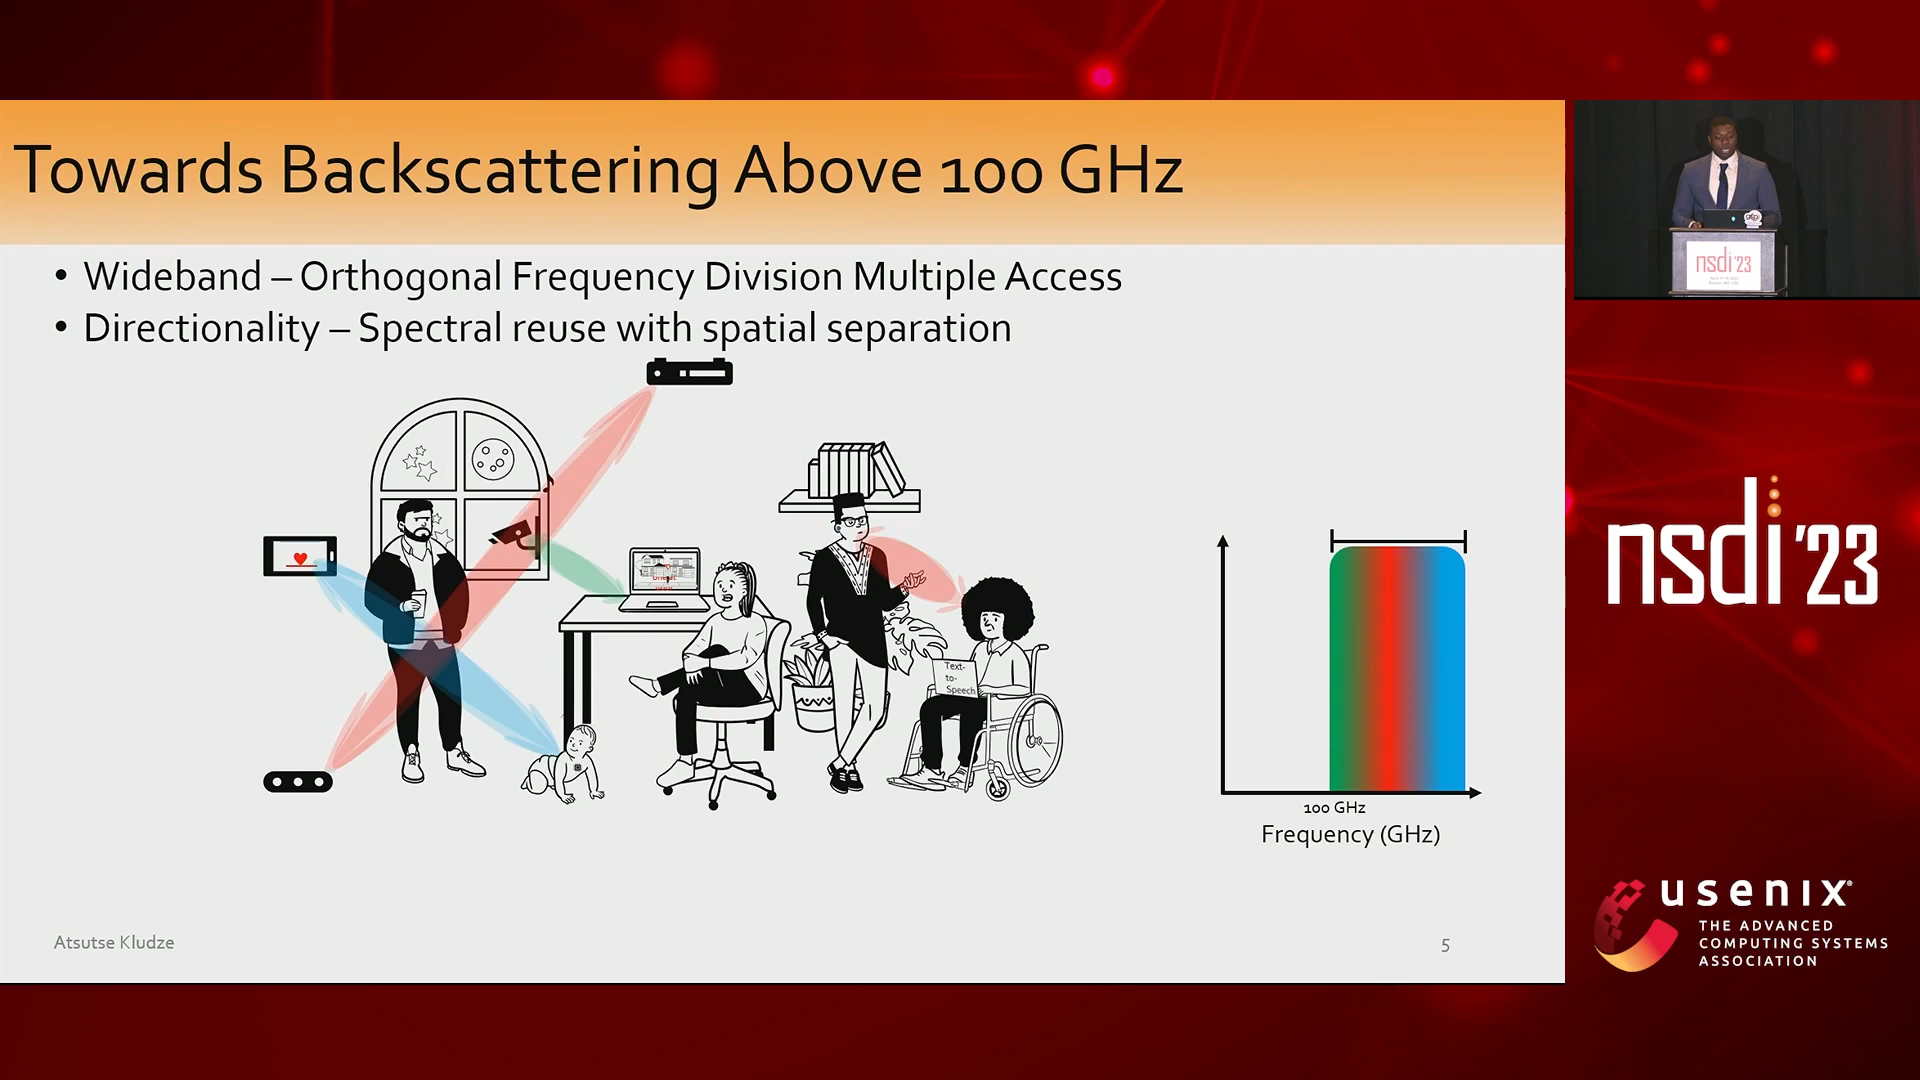 Towards Backscattering Above 100 GHz
• Wideband – Orthogonal Frequency Division Multiple Access
• Directionality – Spectral reuse with spatial separation
Text-
to-
Speech
100 GHz
Frequency (GHz)
Atsutse Kludze
5
nsdi '23
nsdi '23
usenix®
THE ADVANCED
COMPUTING SYSTEMS
ASSOCIATION